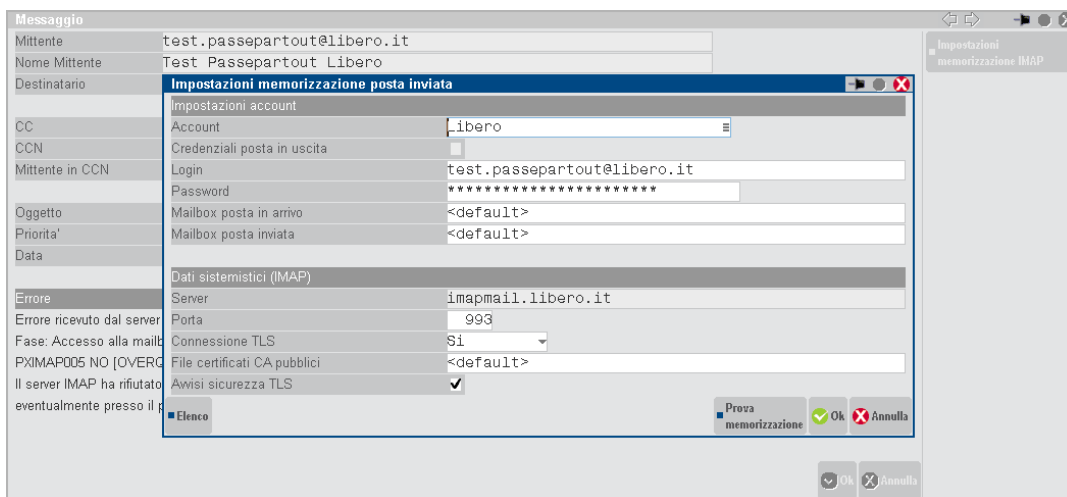 Messaggio
Mittente test.passepartout@libero.it
Nome Mittente Test Passepartout Libero
Impostazioni memorizzazione IMAP
Destinatario
Impostazioni memorizzazione posta inviata
Impostazioni account
CC
Account Libero
CCN
Credenziali posta in uscita
Mittente in CCN
Login test.passepartout@libero.it
Password ***********************
Oggetto
Mailbox posta in arrivo <default>
Priorita'
Mailbox posta inviata <default>
Data
Dati sistemistici (IMAP)
Errore
Server imapmail.libero.it
Errore ricevuto dal server
Porta 993
Fase: Accesso alla mailb
Connessione TLS Si
PXIMAP005 NO [OVERQ
File certificati CA pubblici <default>
Il server IMAP ha rifiutato
Avvisi sicurezza TLS
eventualmente presso il p
Elenco
Prova memorizzazione
Ok
Annulla
Ok
Annulla